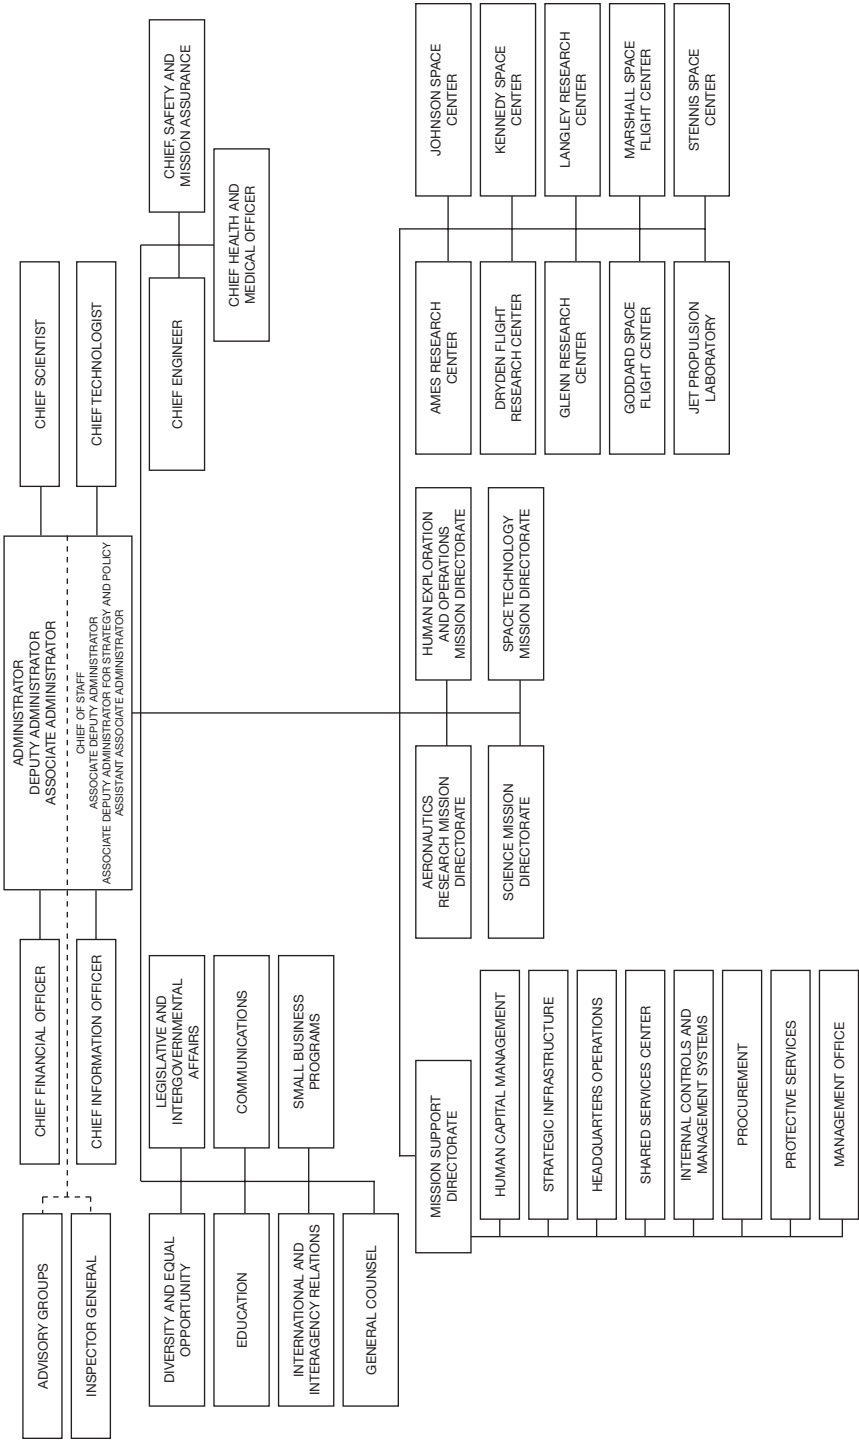 ADMINISTRATOR
DEPUTY ADMINISTRATOR
ASSOCIATE ADMINISTRATOR
CHIEF OF STAFF
ASSOCIATE DEPUTY ADMINISTRATOR
ASSOCIATE DEPUTY ADMINISTRATOR FOR STRATEGY AND POLICY
ASSISTANT ASSOCIATE ADMINISTRATOR
ADVISORY GROUPS
INSPECTOR GENERAL
CHIEF FINANCIAL OFFICER
CHIEF INFORMATION OFFICER
CHIEF SCIENTIST
CHIEF TECHNOLOGIST
DIVERSITY AND EQUAL
OPPORTUNITY
LEGISLATIVE AND
INTERGOVERNMENTAL
AFFAIRS
EDUCATION
COMMUNICATIONS
INTERNATIONAL AND
INTERAGENCY RELATIONS
SMALL BUSINESS
PROGRAMS
GENERAL COUNSEL
CHIEF ENGINEER
CHIEF, SAFETY AND
MISSION ASSURANCE
CHIEF HEALTH AND
MEDICAL OFFICER
MISSION SUPPORT
DIRECTORATE
HUMAN CAPITAL MANAGEMENT
STRATEGIC INFRASTRUCTURE
HEADQUARTERS OPERATIONS
SHARED SERVICES CENTER
INTERNAL CONTROLS AND
MANAGEMENT SYSTEMS
PROCUREMENT
PROTECTIVE SERVICES
MANAGEMENT OFFICE
AERONAUTICS
RESEARCH MISSION
DIRECTORATE
HUMAN EXPLORATION
AND OPERATIONS
MISSION DIRECTORATE
SCIENCE MISSION
DIRECTORATE
SPACE TECHNOLOGY
MISSION DIRECTORATE
AMES RESEARCH
CENTER
JOHNSON SPACE
CENTER
DRYDEN FLIGHT
RESEARCH CENTER
KENNEDY SPACE
CENTER
GLENN RESEARCH
CENTER
LANGLEY RESEARCH
CENTER
GODDARD SPACE
FLIGHT CENTER
MARSHALL SPACE
FLIGHT CENTER
JET PROPULSION
LABORATORY
STENNIS SPACE
CENTER